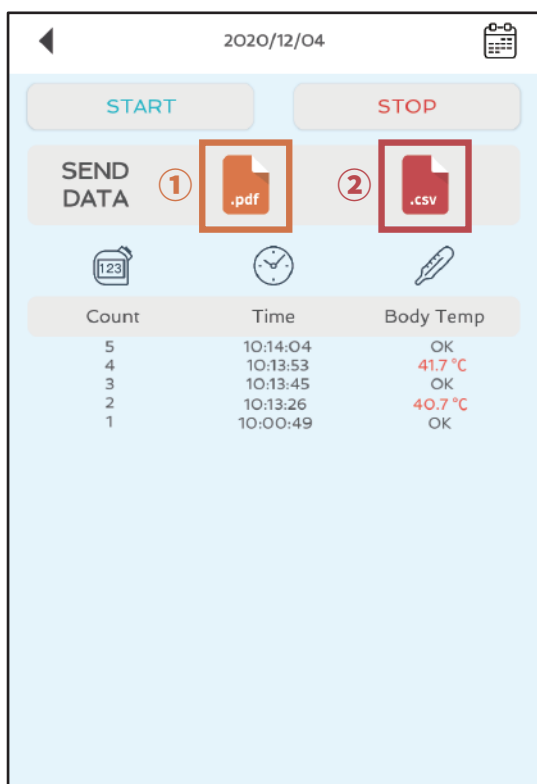 2020/12/04
START STOP
SEND DATA
① .pdf ② .csv
123
Count Time Body Temp
5 10:14:04 OK
4 10:13:53 41.7 °C
3 10:13:45 OK
2 10:13:26 40.7 °C
1 10:00:49 OK